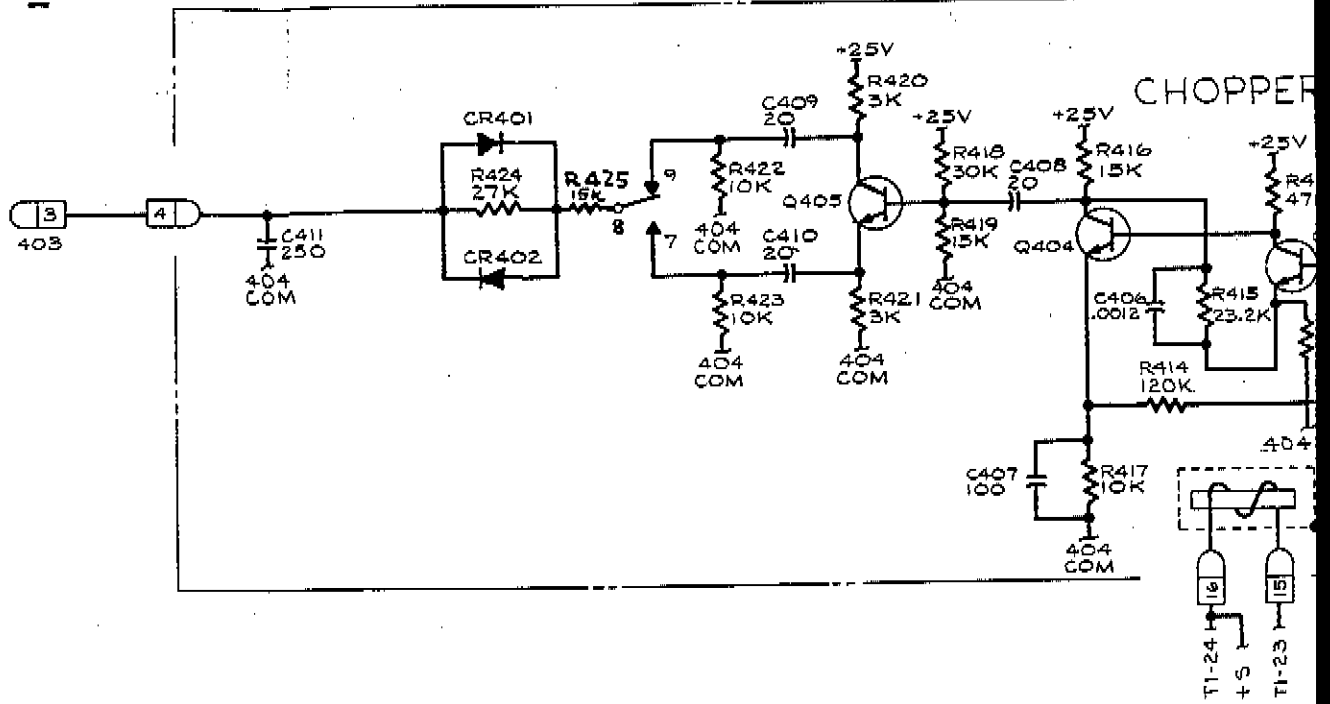 CHOPPER
+25V
R420
3K
C409
20
+25V
R418
30K
C408
20
+25V
R416
15K
+25V
R4
47
CR401
R424
27K
R425
15K
CR402
9
8
7
R422
10K
404
COM
Q405
C410
20
R419
15K
404
COM
Q404
3
403
4
C411
250
404
COM
R423
10K
404
COM
R421
3K
404
COM
C406
.0012
R415
23.2K
R414
120K
404
C407
100
R417
10K
404
COM
16
15
T1-24
+S
T1-23